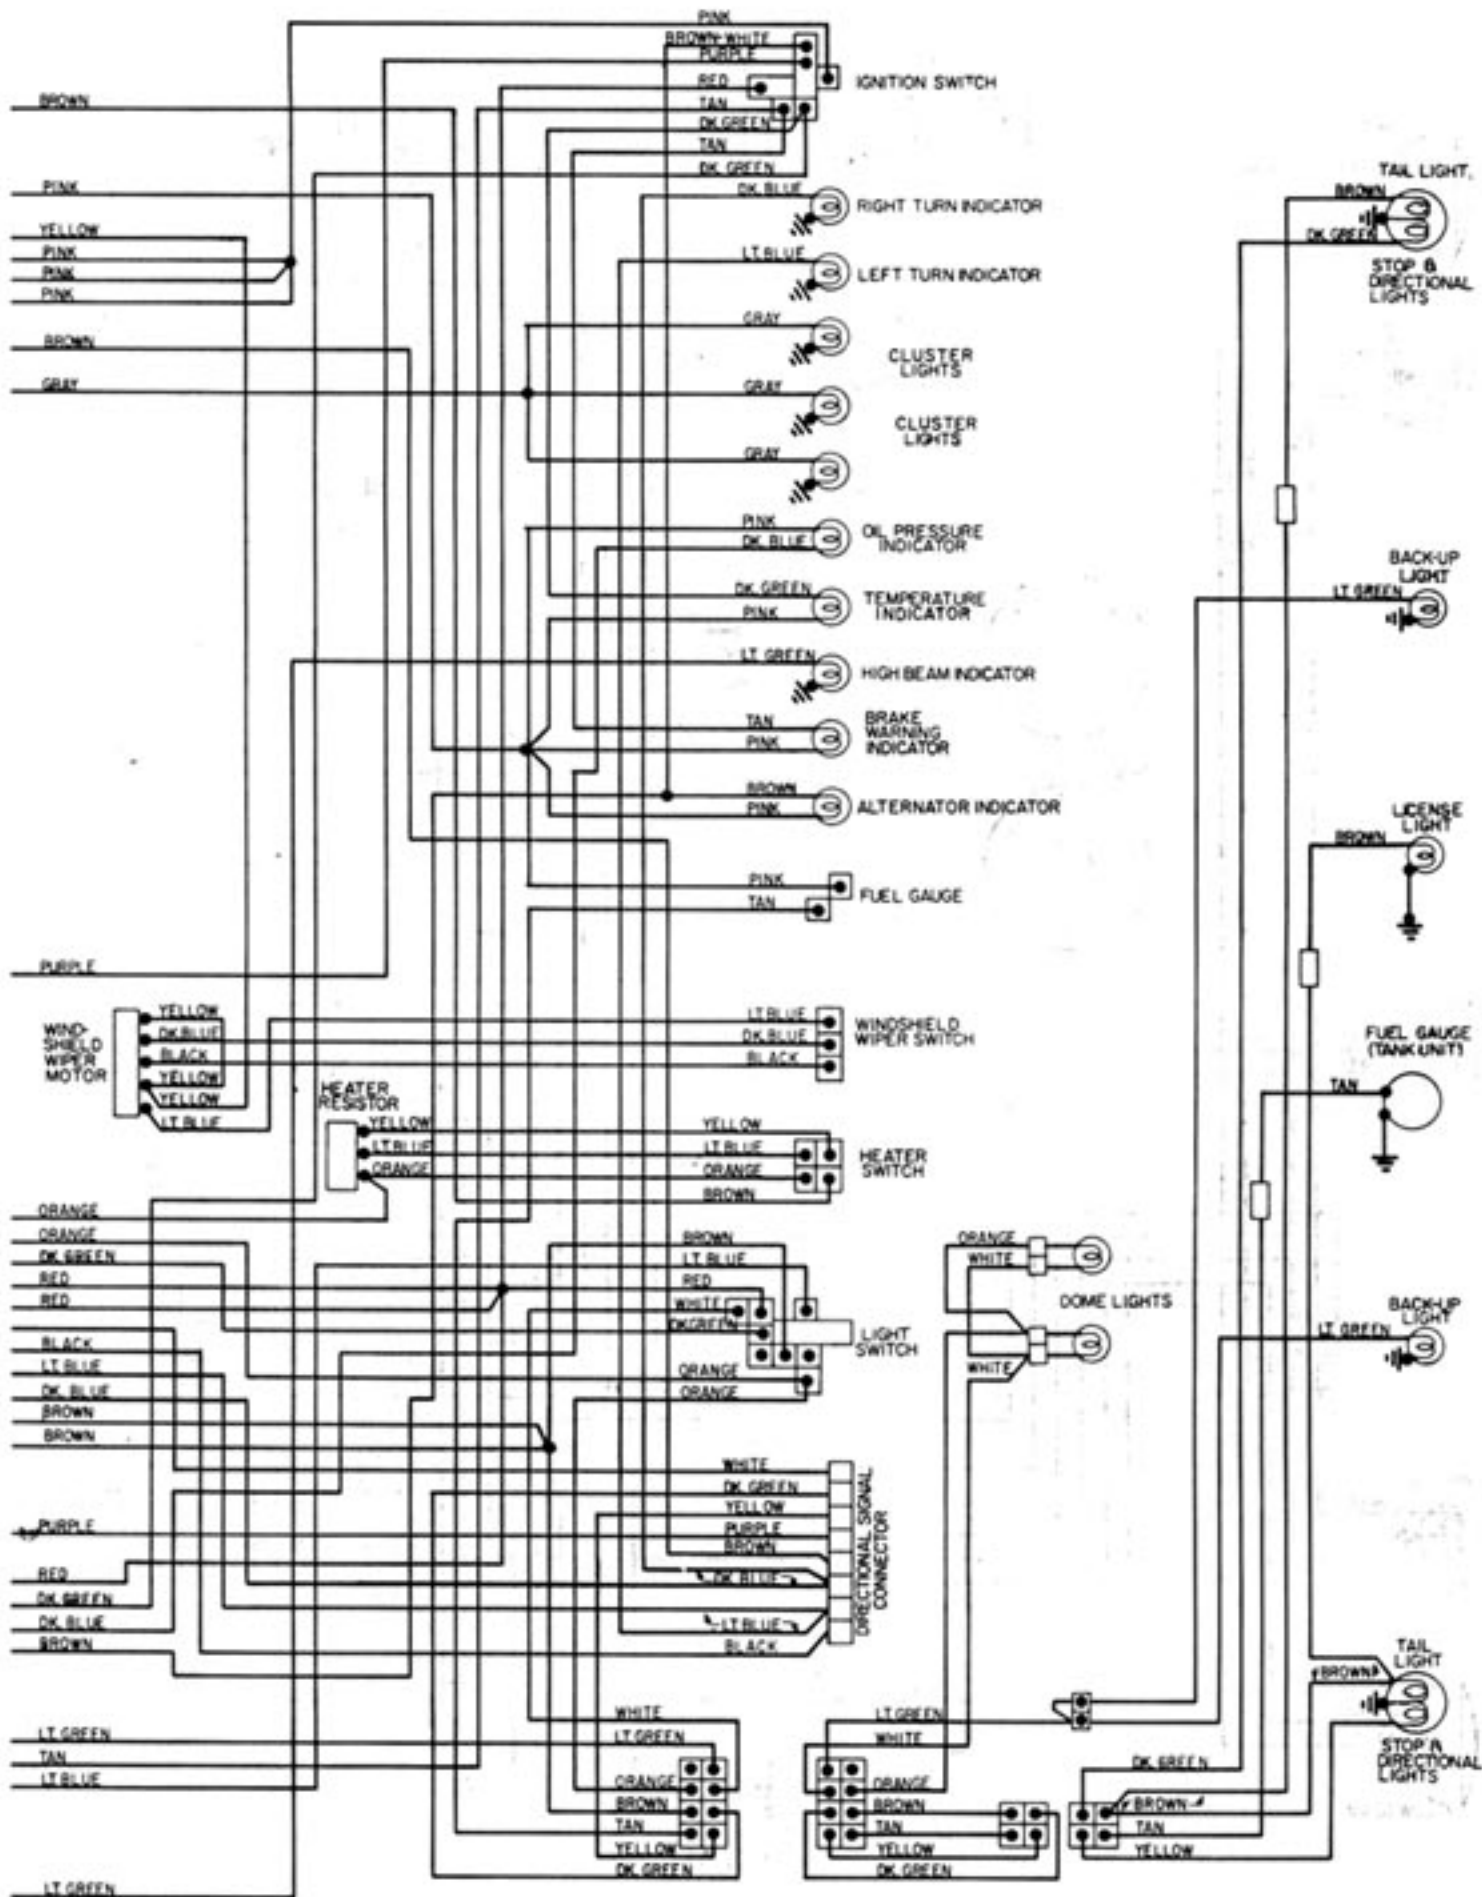 PINK
BROWN-WHITE
PURPLE
RED
IGNITION SWITCH
BROWN
TAN
DK.GREEN
TAN
DK. GREEN
TAIL LIGHT
PINK
DK. BLUE
RIGHT TURN INDICATOR
BROWN
YELLOW
DK. GREEN
PINK
LT. BLUE
LEFT TURN INDICATOR
STOP &
DIRECTIONAL
LIGHTS
PINK
PINK
GRAY
BROWN
CLUSTER
LIGHTS
GRAY
GRAY
CLUSTER
LIGHTS
GRAY
PINK
OIL PRESSURE
INDICATOR
DK. BLUE
BACK-UP
LIGHT
DK. GREEN
TEMPERATURE
INDICATOR
LT. GREEN
PINK
LT. GREEN
HIGH BEAM INDICATOR
TAN
BRAKE
WARNING
INDICATOR
PINK
BROWN
PINK
ALTERNATOR INDICATOR
LICENSE
LIGHT
BROWN
PINK
TAN
FUEL GAUGE
PURPLE
WIND-
SHIELD
WIPER
MOTOR
YELLOW
DK.BLUE
BLACK
YELLOW
YELLOW
LT. BLUE
LT.BLUE
DK.BLUE
BLACK
WINDSHIELD
WIPER SWITCH
FUEL GAUGE
(TANK UNIT)
TAN
HEATER
RESISTOR
YELLOW
LT.BLUE
ORANGE
YELLOW
LT. BLUE
ORANGE
BROWN
HEATER
SWITCH
ORANGE
ORANGE
DK. GREEN
RED
RED
BROWN
LT. BLUE
RED
WHITE
DK.GREEN
LIGHT
SWITCH
ORANGE
ORANGE
ORANGE
WHITE
DOME LIGHTS
WHITE
BACK-UP
LIGHT
LT. GREEN
BLACK
LT. BLUE
DK. BLUE
BROWN
BROWN
WHITE
DK. GREEN
YELLOW
PURPLE
BROWN
DK. BLUE
LT. BLUE
BLACK
DIRECTIONAL SIGNAL
CONNECTOR
PURPLE
RED
DK. GREEN
DK. BLUE
BROWN
TAIL
LIGHT
BROWN
STOP &
DIRECTIONAL
LIGHTS
LT. GREEN
TAN
LT. BLUE
WHITE
LT. GREEN
ORANGE
BROWN
TAN
YELLOW
DK. GREEN
LT. GREEN
WHITE
ORANGE
BROWN
TAN
YELLOW
DK. GREEN
DK. GREEN
BROWN
TAN
YELLOW
LT. GREEN